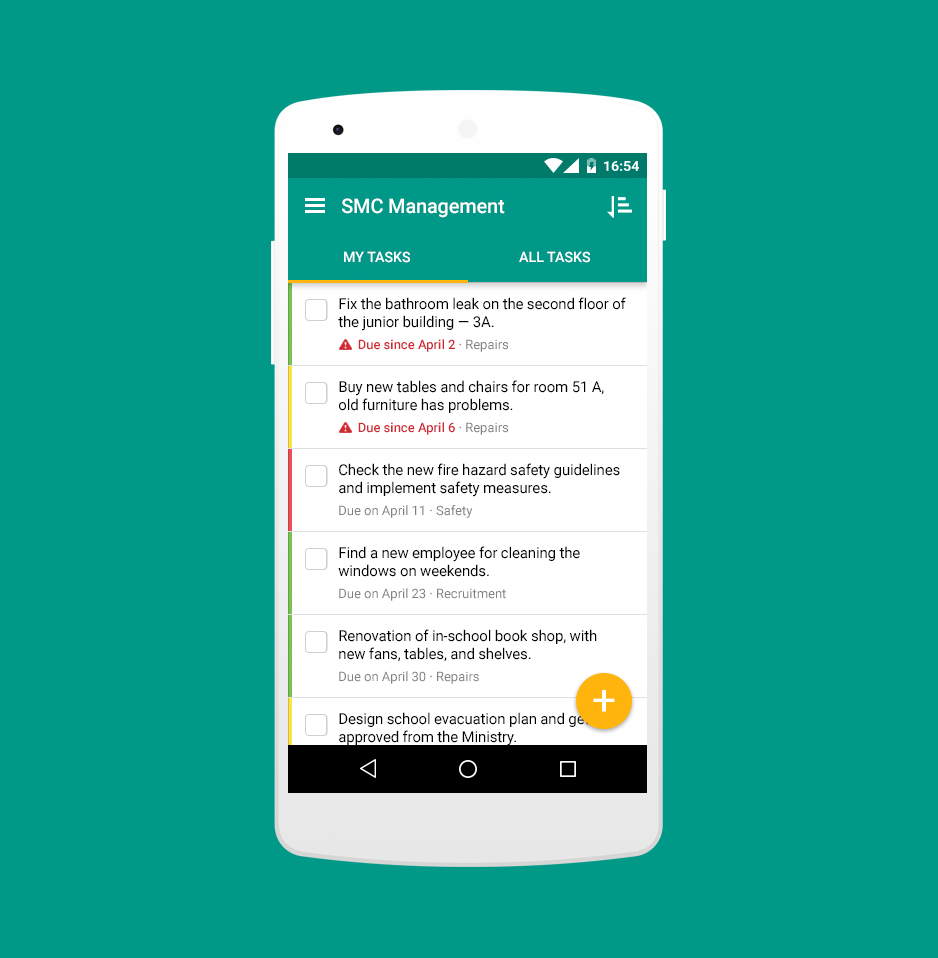 16:54
SMC Management
MY TASKS
ALL TASKS
Fix the bathroom leak on the second floor of
the junior building — 3A.
Due since April 2 · Repairs
Buy new tables and chairs for room 51 A,
old furniture has problems.
Due since April 6 · Repairs
Check the new fire hazard safety guidelines
and implement safety measures.
Due on April 11 · Safety
Find a new employee for cleaning the
windows on weekends.
Due on April 23 · Recruitment
Renovation of in-school book shop, with
new fans, tables, and shelves.
Due on April 30 · Repairs
Design school evacuation plan and
approved from the Ministry.